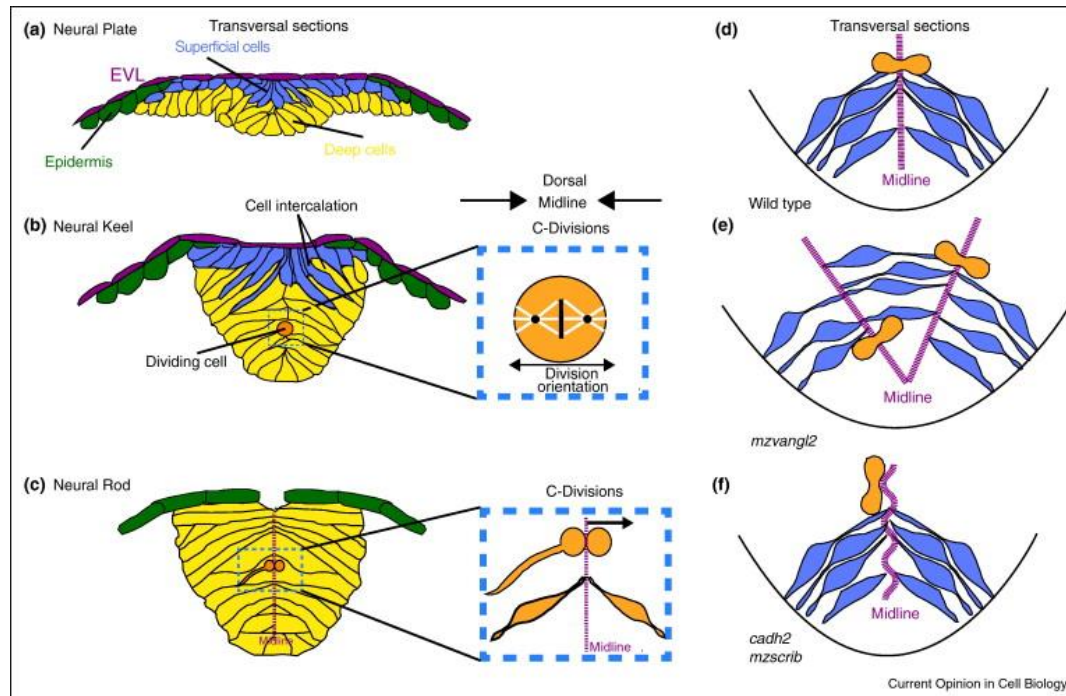 (a) Neural Plate
Transversal sections
Superficial cells
EVL
Epidermis
Deep cells
Dorsal
Midline
(b) Neural Keel
Cell intercalation
C-Divisions
Dividing cell
Division
orientation
(c) Neural Rod
C-Divisions
Midline
Midline
(d)
Transversal sections
Midline
Wild type
(e)
Midline
mzvangl2
(f)
Midline
cadh2
mzscrib
Current Opinion in Cell Biology